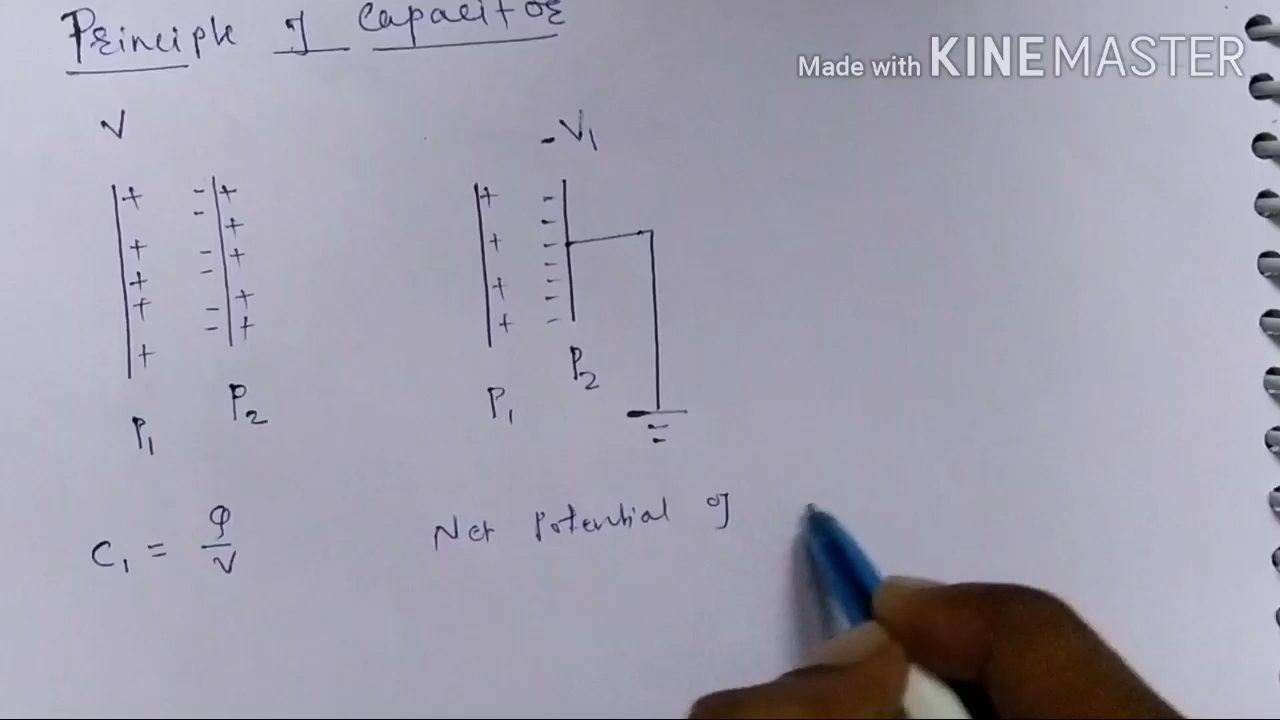 Principle of Capacitor
Made with KINEMASTER
V
-V₁
+ - +
+ -
- +
+ - +
+ -
+ - +
+ - +
+
+ -
-
+ -
-
+ -
-
+ -
P₁
P₂
P₁
P₂
C₁ = Q/V
Net Potential of